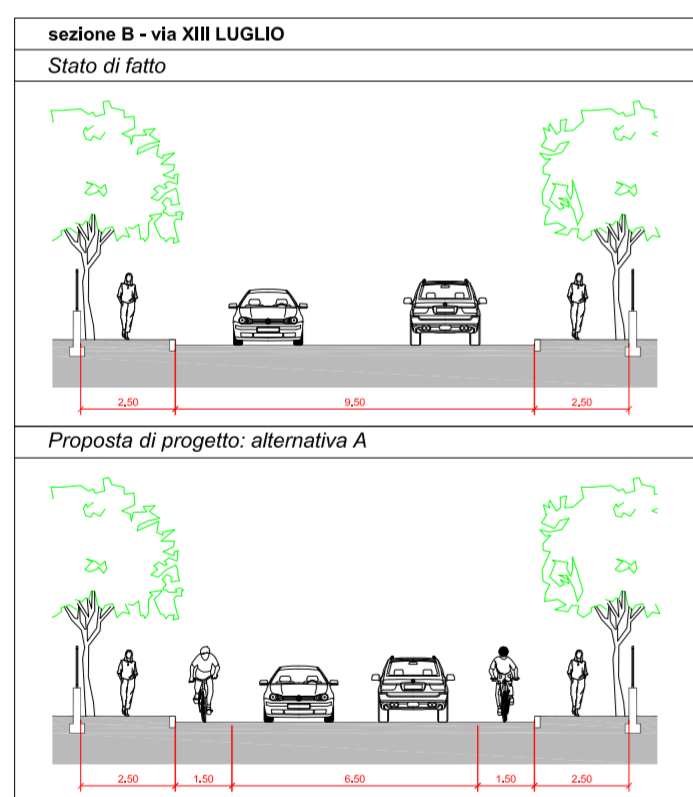 sezione B - via XIII LUGLIO
Stato di fatto
2.50 9.50 2.50
Proposta di progetto: alternativa A
2.50 1.50 6.50 1.50 2.50